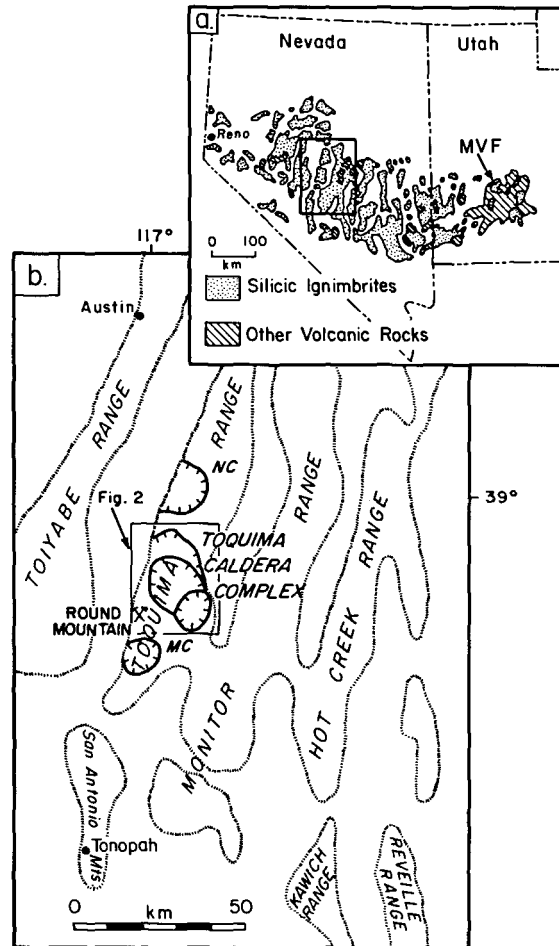 a.
Nevada
Utah
Reno
MVF
0 100
km
Silicic Ignimbrites
Other Volcanic Rocks
117°
b.
Austin
TOIYABE RANGE
RANGE
NC
RANGE
39°
Fig. 2
TOQUIMA
CALDERA
COMPLEX
TOQUIMA
ROUND
MOUNTAIN
MC
MONITOR
HOT CREEK RANGE
San Antonio
Mts
Tonopah
KAWICH
RANGE
REVEILLE
RANGE
0 50
km